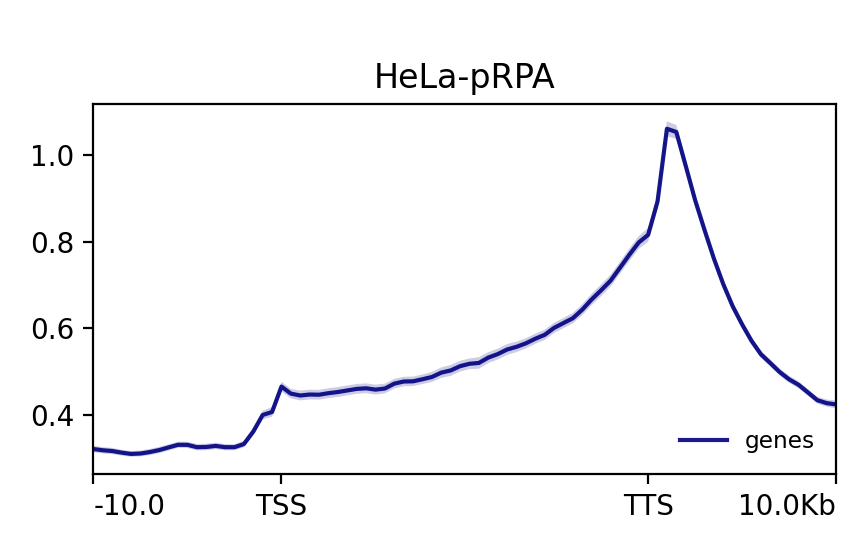 HeLa-pRPA
1.0
0.8
0.6
0.4
genes
-10.0 TSS TTS 10.0Kb